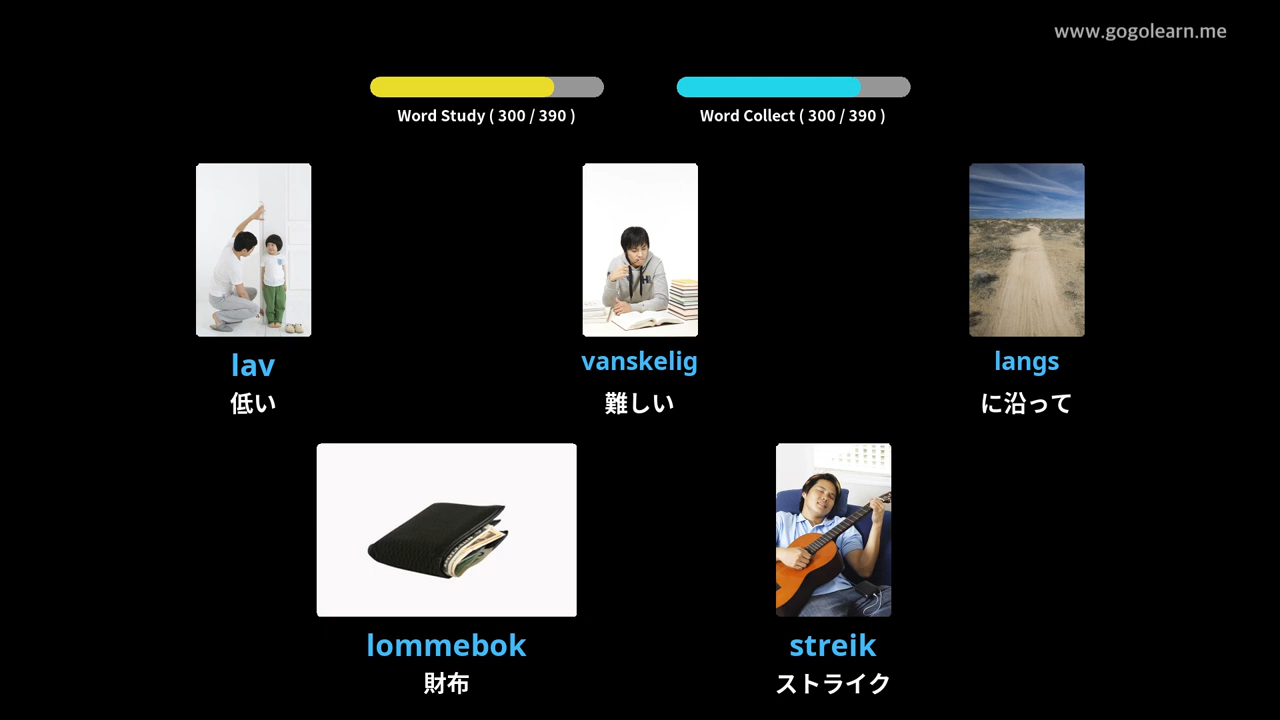 www.gogolearn.me
Word Study ( 300 / 390 )
Word Collect ( 300 / 390 )
lav
低い
vanskelig
難しい
langs
に沿って
lommebok
財布
streik
ストライク